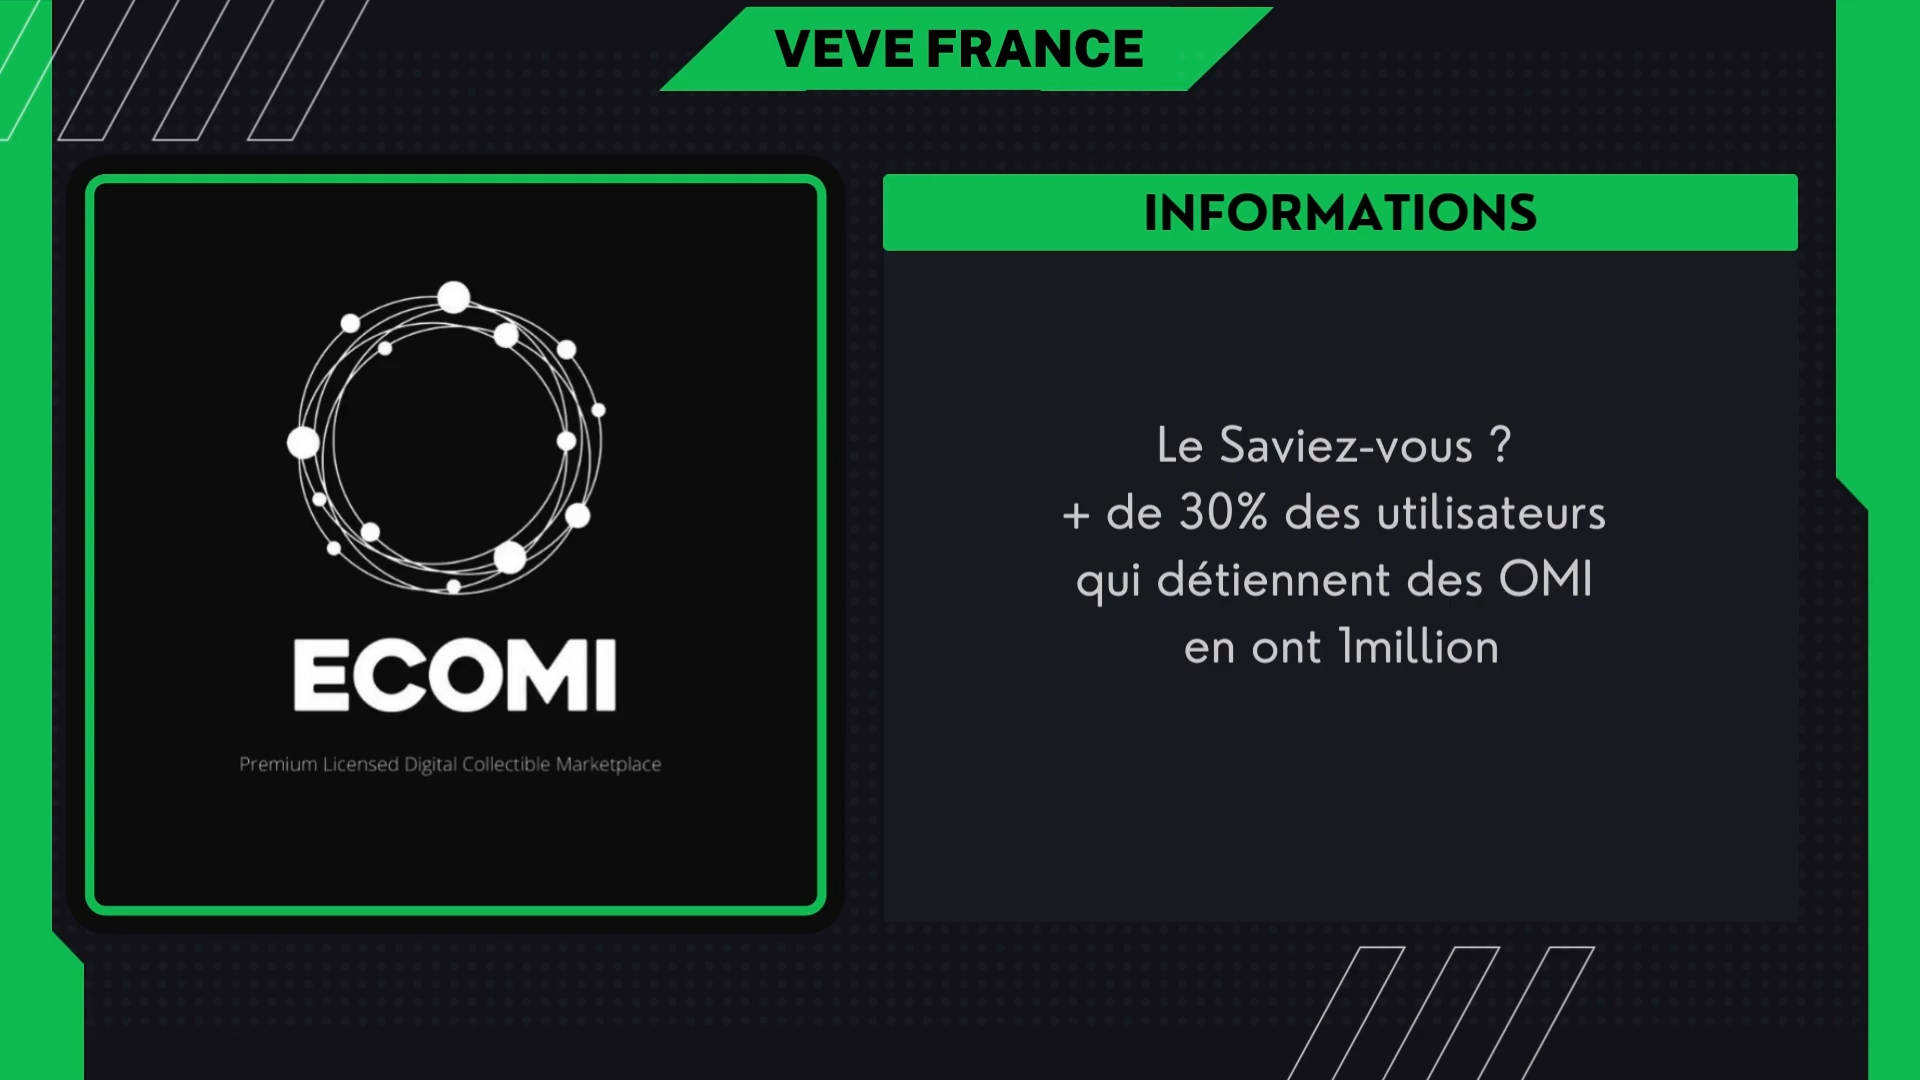 VEVE FRANCE
ECOMI
Premium Licensed Digital Collectible Marketplace
INFORMATIONS
Le Saviez-vous ?
+ de 30% des utilisateurs
qui détiennent des OMI
en ont 1million